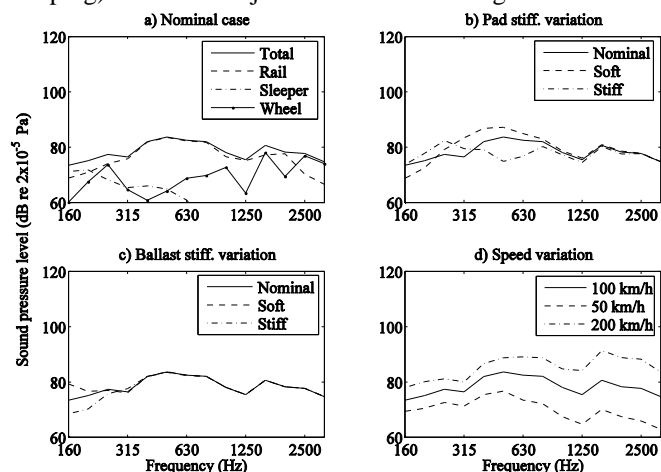 a) Nominal case
120
100
80
60
160 315 630 1250 2500
Total
Rail
Sleeper
Wheel
b) Pad stiff. variation
120
100
80
60
160 315 630 1250 2500
Nominal
Soft
Stiff
Sound pressure level (dB re 2x10⁻⁵ Pa)
c) Ballast stiff. variation
120
100
80
60
160 315 630 1250 2500
Frequency (Hz)
Nominal
Soft
Stiff
d) Speed variation
120
100
80
60
160 315 630 1250 2500
Frequency (Hz)
100 km/h
50 km/h
200 km/h